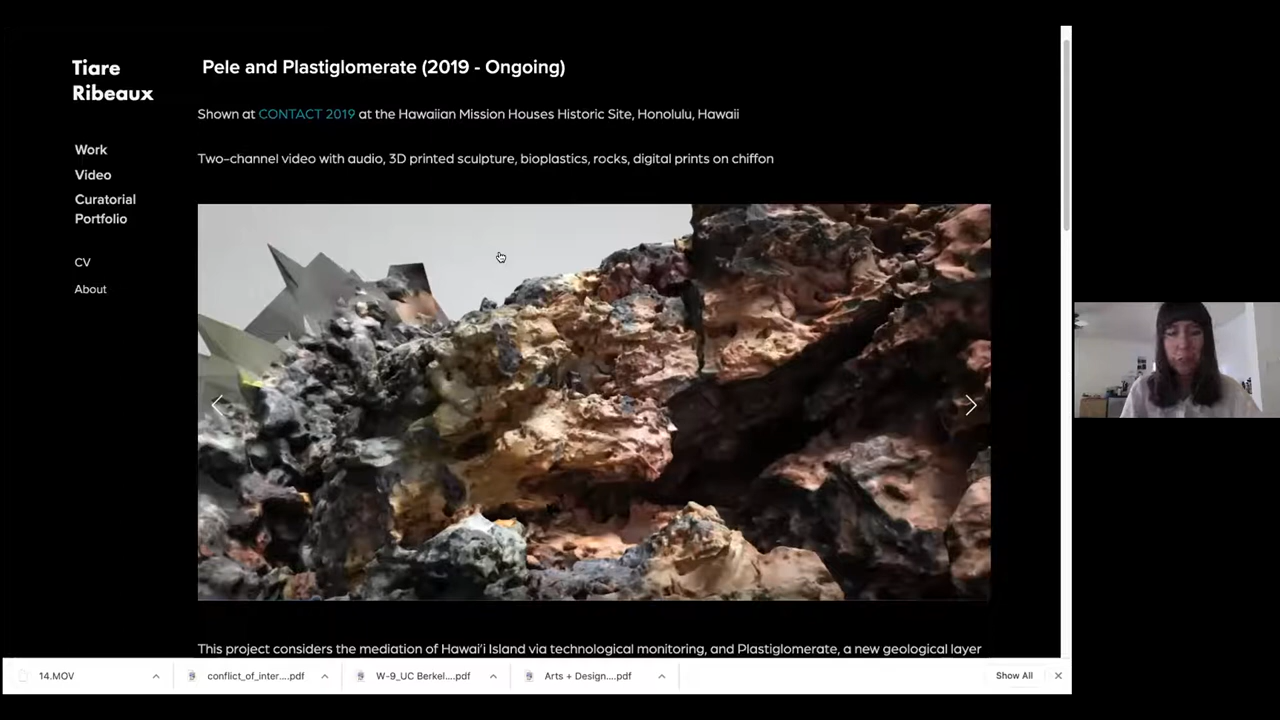 Tiare
Ribeaux
Work
Video
Curatorial
Portfolio
CV
About
Pele and Plastiglomerate (2019 - Ongoing)
Shown at CONTACT 2019 at the Hawaiian Mission Houses Historic Site, Honolulu, Hawaii
Two-channel video with audio, 3D printed sculpture, bioplastics, rocks, digital prints on chiffon
This project considers the mediation of Hawai'i Island via technological monitoring, and Plastiglomerate, a new geological layer
14.MOV
conflict_of_inter....pdf
W-9_UC Berkel....pdf
Arts + Design....pdf
Show All